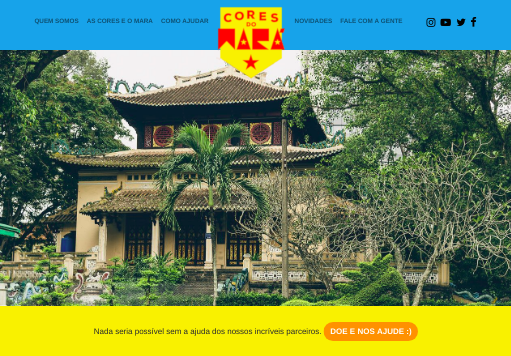 QUEM SOMOS AS CORES E O MARA COMO AJUDAR
CORES
DO
MARA
NOVIDADES FALE COM A GENTE
Nada seria possível sem a ajuda dos nossos incríveis parceiros. DOE E NOS AJUDE :)